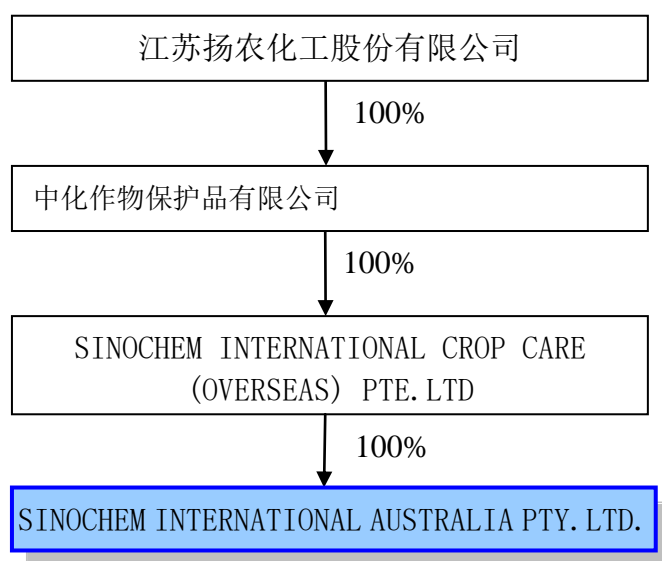 江苏扬农化工股份有限公司
100%
中化作物保护品有限公司
100%
SINOCHEM INTERNATIONAL CROP CARE
(OVERSEAS) PTE.LTD
100%
SINOCHEM INTERNATIONAL AUSTRALIA PTY.LTD.